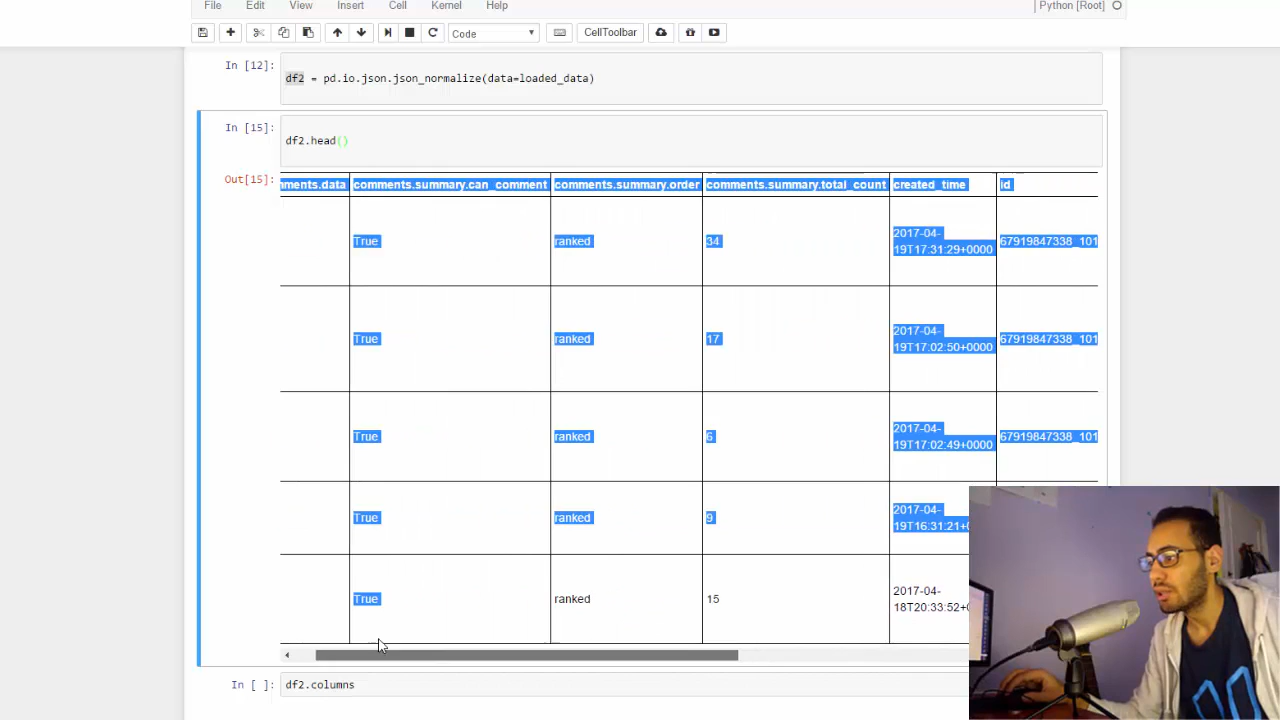 File Edit View Insert Cell Kernel Help | Python [Root]
Code CellToolbar
In [12]:
df2 = pd.io.json.json_normalize(data=loaded_data)
In [15]:
df2.head()
Out[15]:
mments.data comments.summary.can_comment comments.summary.order comments.summary.total_count created_time id
True ranked 34 2017-04-
19T17:31:29+0000 67919847338_101
True ranked 17 2017-04-
19T17:02:50+0000 67919847338_101
True ranked 6 2017-04-
19T17:02:49+0000 67919847338_101
True ranked 9 2017-04-
19T16:31:21+
True ranked 15 2017-04-
18T20:33:52+
In [ ]:
df2.columns